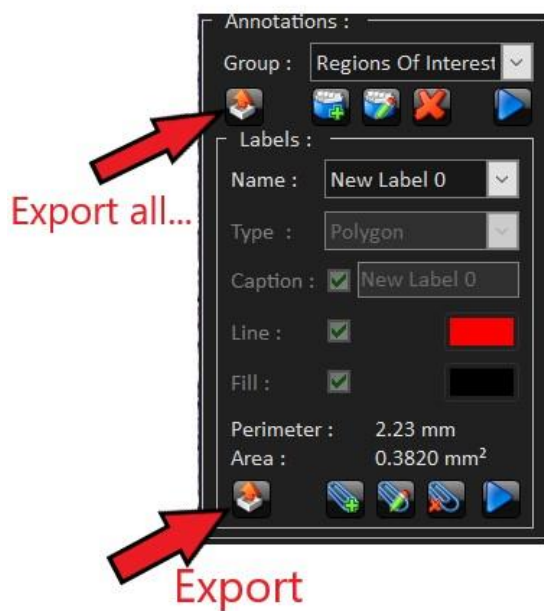 Annotations :
Group : Regions Of Interest
Export all...
Labels :
Name : New Label 0
Type : Polygon
Caption : New Label 0
Line :
Fill :
Perimeter : 2.23 mm
Area : 0.3820 mm²
Export